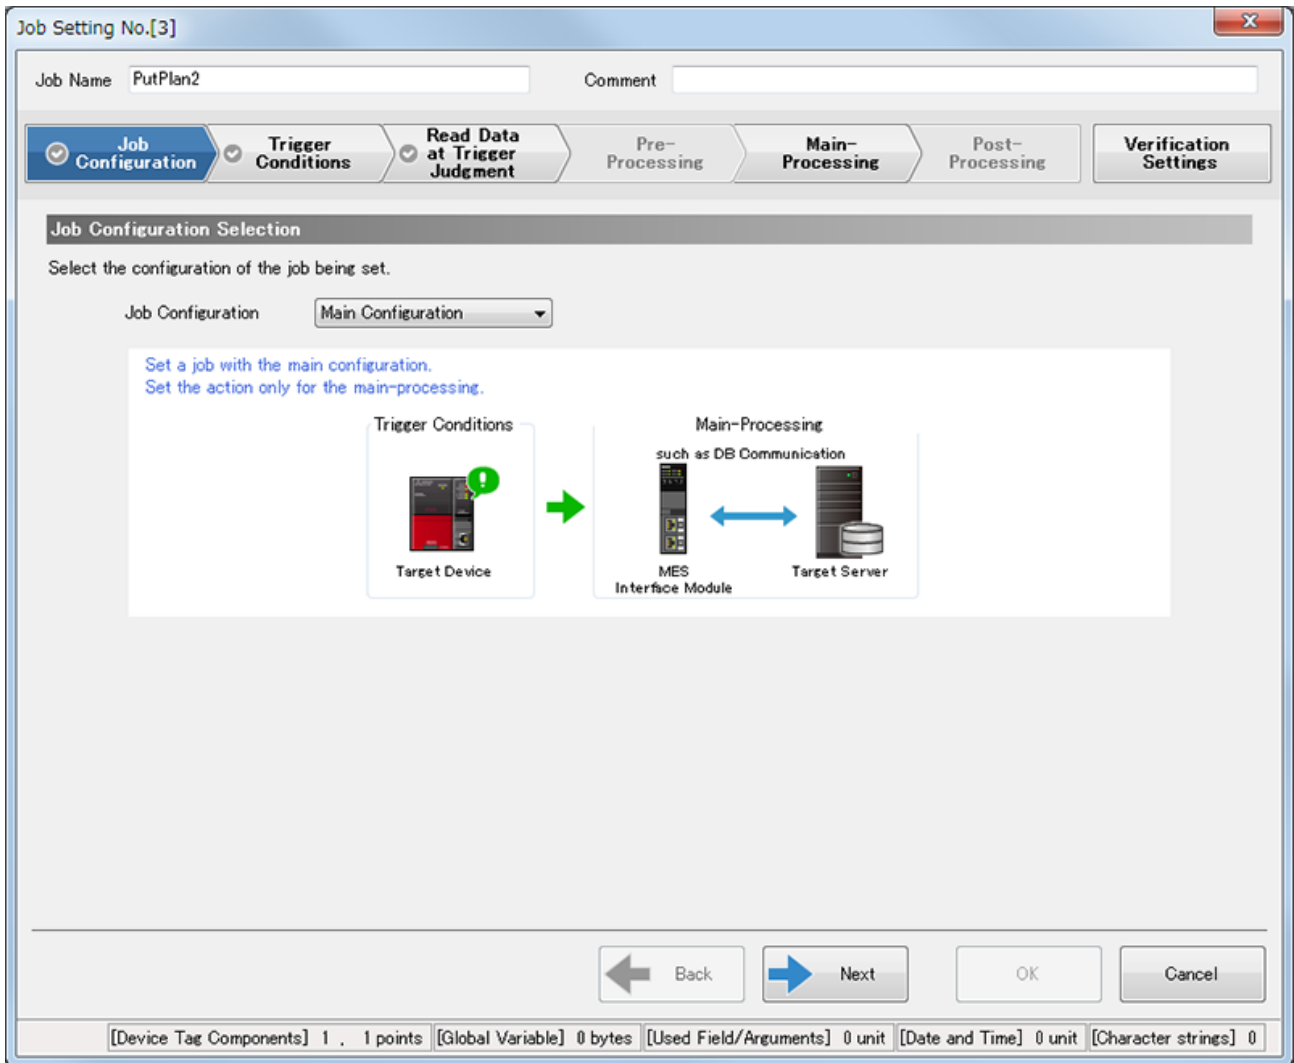 Job Setting No.[3]
x
Job Name PutPlan2 Comment
Job
Configuration
Trigger
Conditions
Read Data
at Trigger
Judgment
Pre-
Processing
Main-
Processing
Post-
Processing
Verification
Settings
Job Configuration Selection
Select the configuration of the job being set.
Job Configuration Main Configuration
Set a job with the main configuration.
Set the action only for the main-processing.
Trigger Conditions
Main-Processing
such as DB Communication
Target Device
MES
Interface Module
Target Server
Back Next OK Cancel
[Device Tag Components] 1 , 1 points [Global Variable] 0 bytes [Used Field/Arguments] 0 unit [Date and Time] 0 unit [Character strings] 0